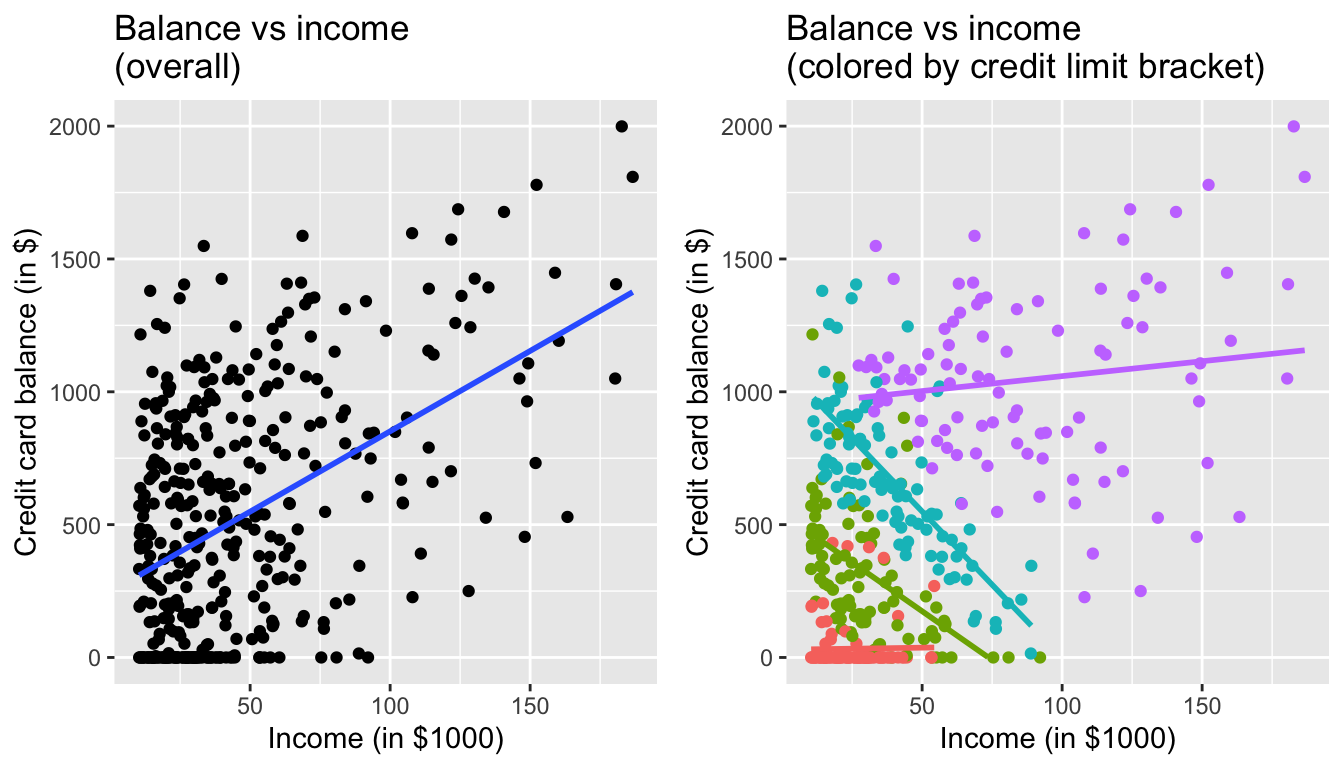 Balance vs income
(overall)
2000
1500
1000
500
0
50
100
150
Income (in $1000)
Credit card balance (in $)
Balance vs income
(colored by credit limit bracket)
2000
1500
1000
500
0
50
100
150
Income (in $1000)
Credit card balance (in $)